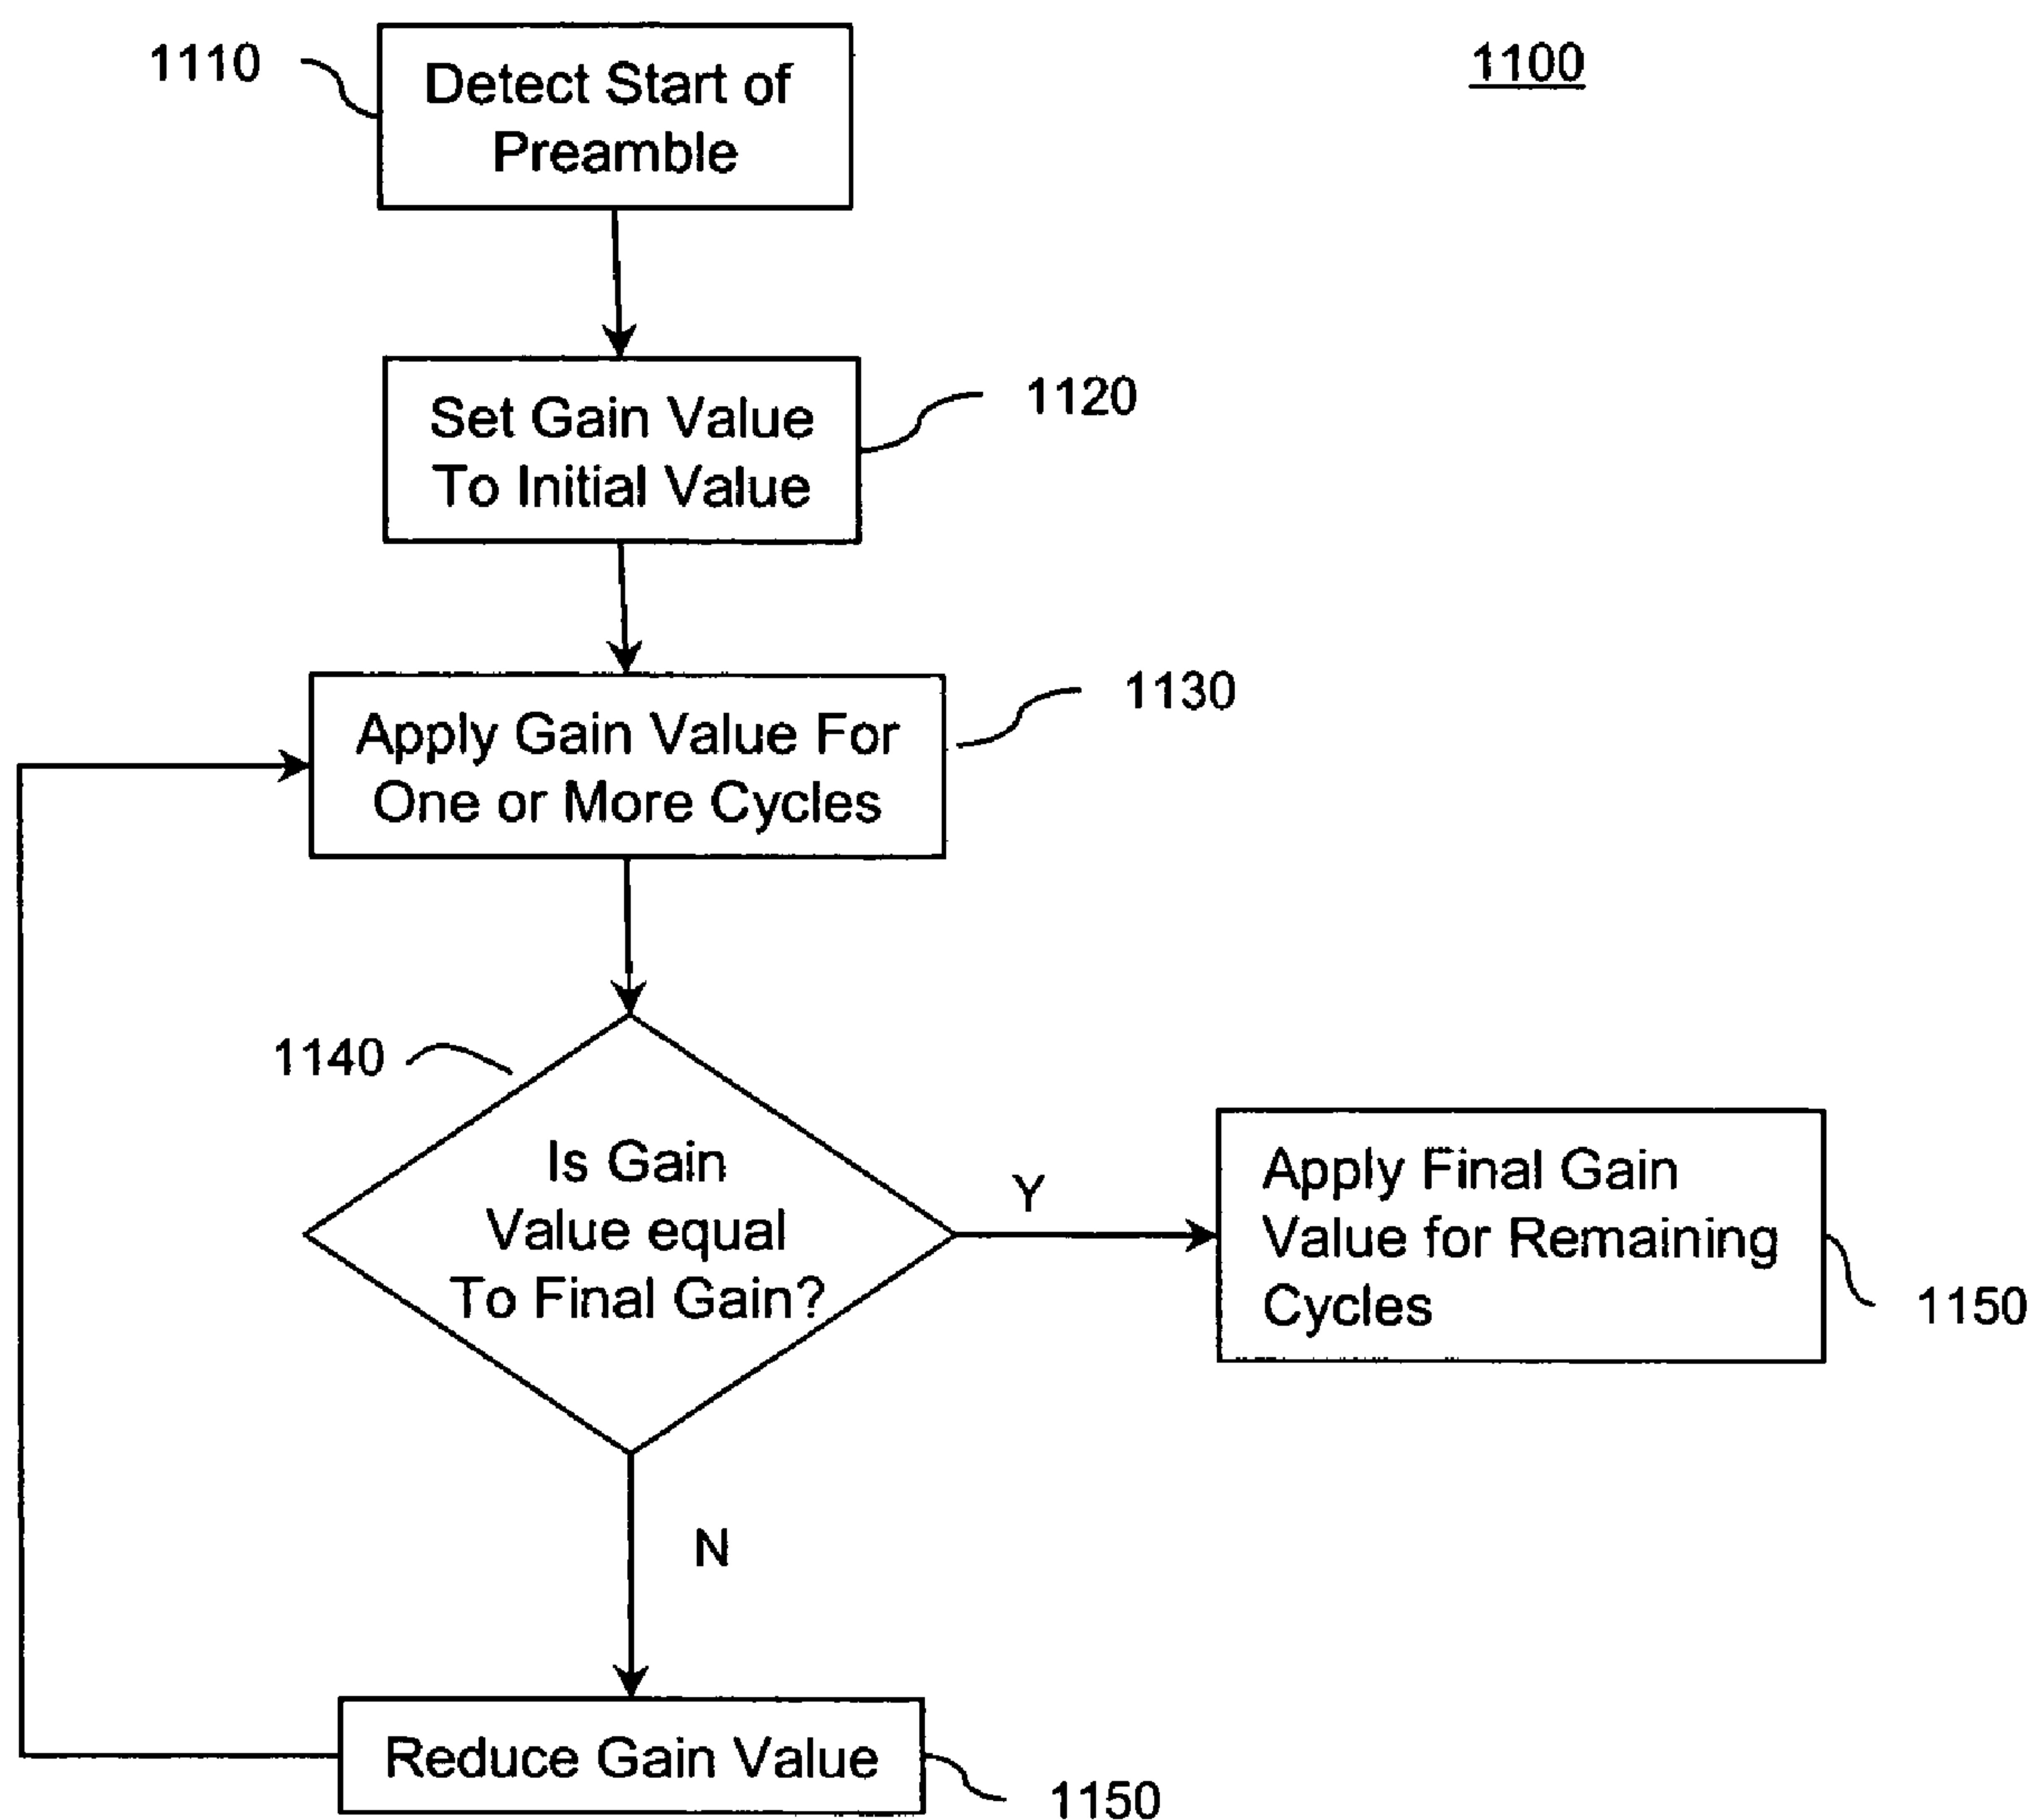 1110
Detect Start of
Preamble
1100
Set Gain Value
To Initial Value
1120
Apply Gain Value For
One or More Cycles
1130
1140
Is Gain
Value equal
To Final Gain?
Y
Apply Final Gain
Value for Remaining
Cycles
1150
N
Reduce Gain Value
1150